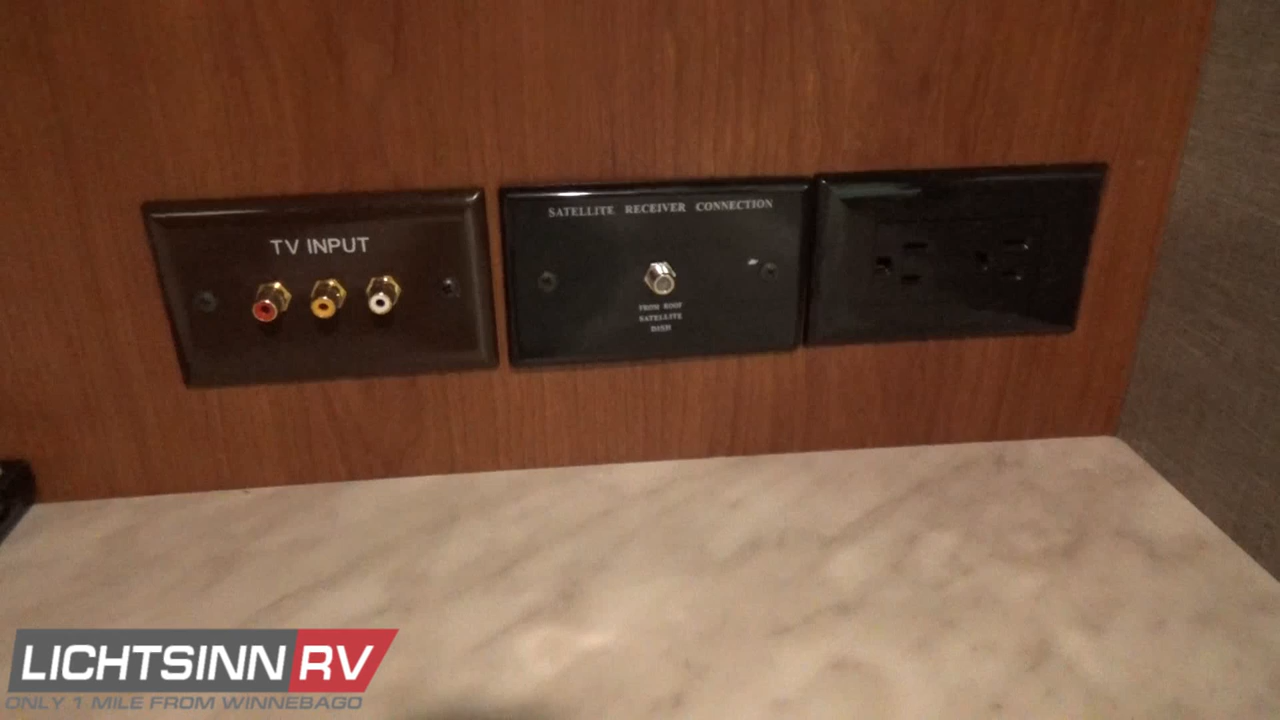 TV INPUT
SATELLITE RECEIVER CONNECTION
FROM ROOF
SATELLITE
DISH
LICHTSINN RV
ONLY 1 MILE FROM WINNEBAGO